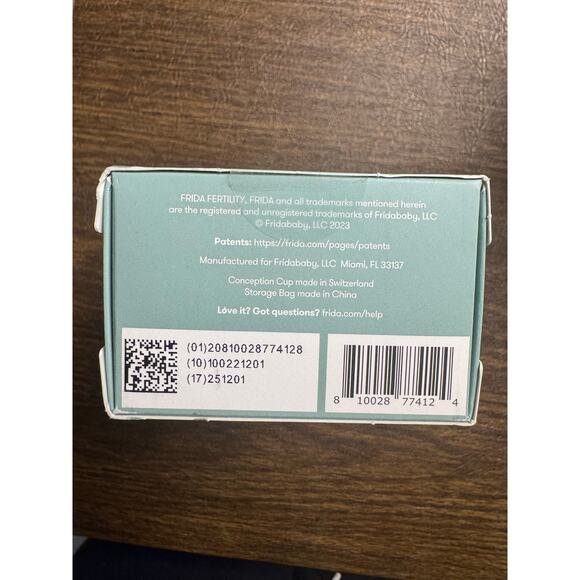 FRIDA FERTILITY, FRIDA and all trademarks mentioned herein
are the registered and unregistered trademarks of Fridababy, LLC
© Fridababy, LLC 2023
Patents: https://frida.com/pages/patents
Manufactured for Fridababy, LLC Miami, FL 33137
Conception Cup made in Switzerland
Storage Bag made in China
Love it? Got questions? frida.com/help
(01)20810028774128
(10)100221201
(17)251201
8 10028 77412 4